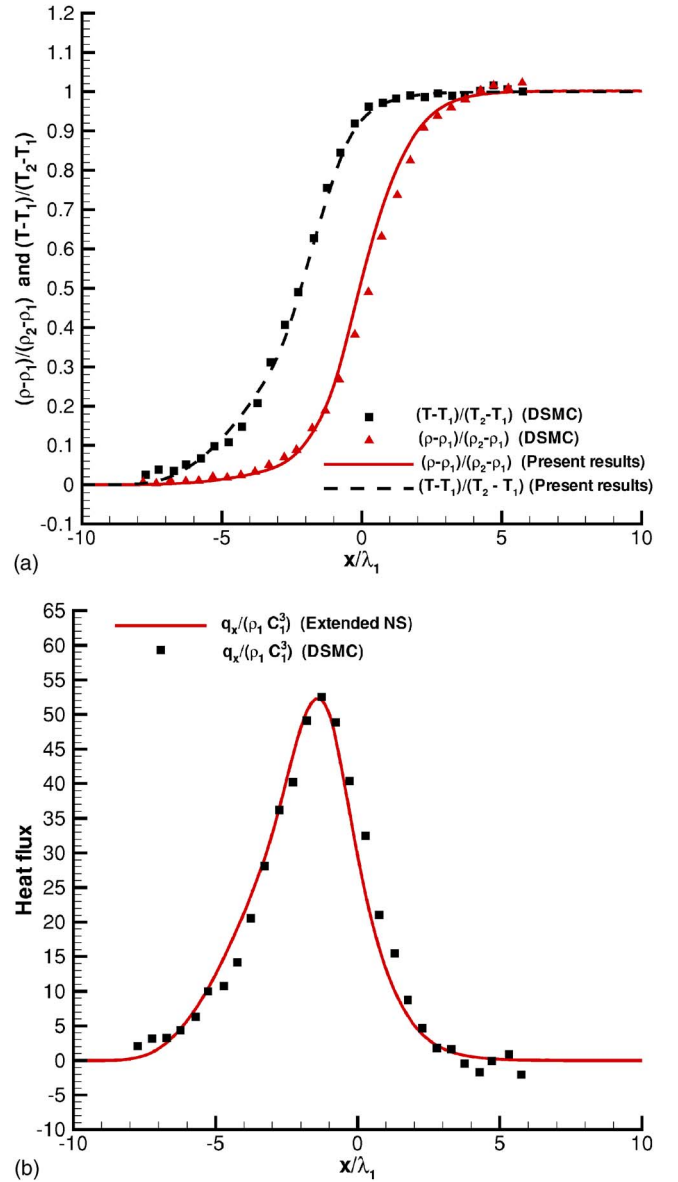 (ρ-ρ₁)/(ρ₂-ρ₁) and (T-T₁)/(T₂-T₁)
1
0.9
0.8
0.7
0.6
0.5
0.4
0.3
0.2
0.1
0
-0.1
(T-T₁)/(T₂-T₁) (DSMC)
(ρ-ρ₁)/(ρ₂-ρ₁) (DSMC)
(ρ-ρ₁)/(ρ₂-ρ₁) (Present results)
(T-T₁)/(T₂ - T₁) (Present results)
-10 -5 0 5 10
x/λ₁
(a)
Heat flux
65
60
55
50
45
40
35
30
25
20
15
10
5
0
-5
-10
qₓ/(ρ₁ C₁³) (Extended NS)
qₓ/(ρ₁ C₁³) (DSMC)
-10 -5 0 5 10
x/λ₁
(b)